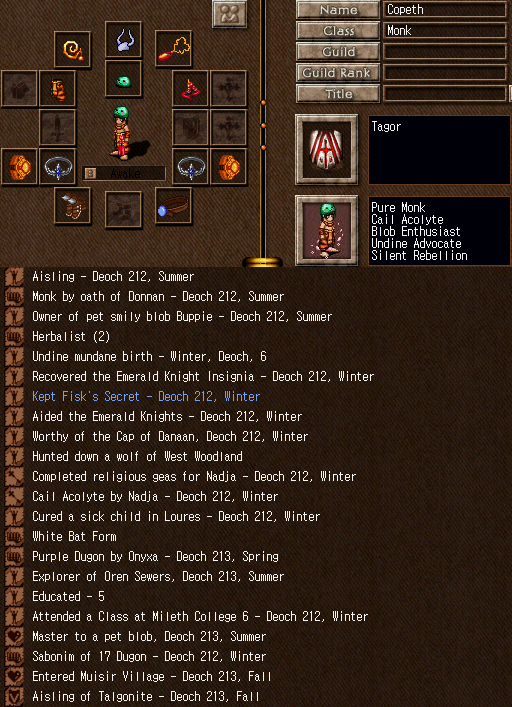 Name Copeth
Class Monk
Guild
Guild Rank
Title
Awake
Tagor
Pure Monk
Cail Acolyte
Blob Enthusiast
Undine Advocate
Silent Rebellion
Aisling - Deoch 212, Summer
Monk by oath of Donnan - Deoch 212, Summer
Owner of pet smily blob Buppie - Deoch 212, Summer
Herbalist (2)
Undine mundane birth - Winter, Deoch, 6
Recovered the Emerald Knight Insignia - Deoch 212, Winter
Kept Fisk's Secret - Deoch 212, Winter
Aided the Emerald Knights - Deoch 212, Winter
Worthy of the Cap of Danaan, Deoch 212, Winter
Hunted down a wolf of West Woodland
Completed religious geas for Nadja - Deoch 212, Winter
Cail Acolyte by Nadja - Deoch 212, Winter
Cured a sick child in Loures - Deoch 212, Winter
White Bat Form
Purple Dugon by Onyxa - Deoch 213, Spring
Explorer of Oren Sewers, Deoch 213, Summer
Educated - 5
Attended a Class at Mileth College 6 - Deoch 212, Winter
Master to a pet blob, Deoch 213, Summer
Sabonim of 17 Dugon - Deoch 212, Winter
Entered Muisir Village - Deoch 213, Fall
Aisling of Talgonite - Deoch 213, Fall